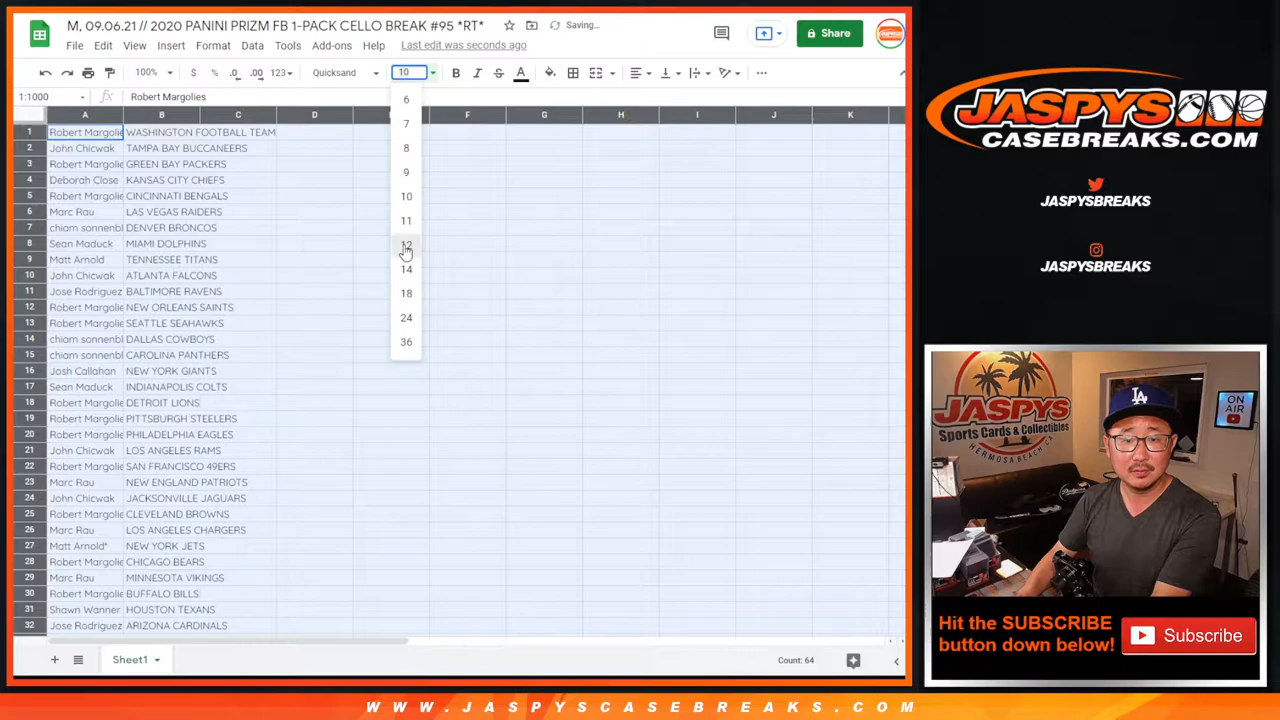 M, 09.06.21 // 2020 PANINI PRIZM FB 1-PACK CELLO BREAK #95 *RT*
Saving...
File Edit View Insert Format Data Tools Add-ons Help Last edit was seconds ago
Share
100% $ % .0 .00 123 Quicksand 10 B I S A
1:1000 fx Robert Margolies
A B C D F G H I J K
1 Robert Margolie WASHINGTON FOOTBALL TEAM
2 John Chicwak TAMPA BAY BUCCANEERS
3 Robert Margolie GREEN BAY PACKERS
4 Deborah Close KANSAS CITY CHIEFS
5 Robert Margolie CINCINNATI BENGALS
6 Marc Rau LAS VEGAS RAIDERS
7 chiam sonnenbl DENVER BRONCOS
8 Sean Maduck MIAMI DOLPHINS
9 Matt Arnold TENNESSEE TITANS
10 John Chicwak ATLANTA FALCONS
11 Jose Rodriguez BALTIMORE RAVENS
12 Robert Margolie NEW ORLEANS SAINTS
13 Robert Margolie SEATTLE SEAHAWKS
14 chiam sonnenbl DALLAS COWBOYS
15 chiam sonnenbl CAROLINA PANTHERS
16 Josh Callahan NEW YORK GIANTS
17 Sean Maduck INDIANAPOLIS COLTS
18 Robert Margolie DETROIT LIONS
19 Robert Margolie PITTSBURGH STEELERS
20 Robert Margolie PHILADELPHIA EAGLES
21 John Chicwak LOS ANGELES RAMS
22 Robert Margolie SAN FRANCISCO 49ERS
23 Marc Rau NEW ENGLAND PATRIOTS
24 John Chicwak JACKSONVILLE JAGUARS
25 Robert Margolie CLEVELAND BROWNS
26 Marc Rau LOS ANGELES CHARGERS
27 Matt Arnold* NEW YORK JETS
28 Robert Margolie CHICAGO BEARS
29 Marc Rau MINNESOTA VIKINGS
30 Robert Margolie BUFFALO BILLS
31 Shawn Wanner HOUSTON TEXANS
32 Jose Rodriguez ARIZONA CARDINALS
6
7
8
9
10
11
12
14
18
24
36
Sheet1
Count: 64
JASPYS
CASEBREAKS.COM
JASPYSBREAKS
JASPYSBREAKS
JASPYS
Sports Cards & Collectibles
HERMOSA BEACH CA
LA
ON
AIR
Dodgers
Hit the SUBSCRIBE
button down below!
Subscribe
WWW.JASPYSCASEBREAKS.COM